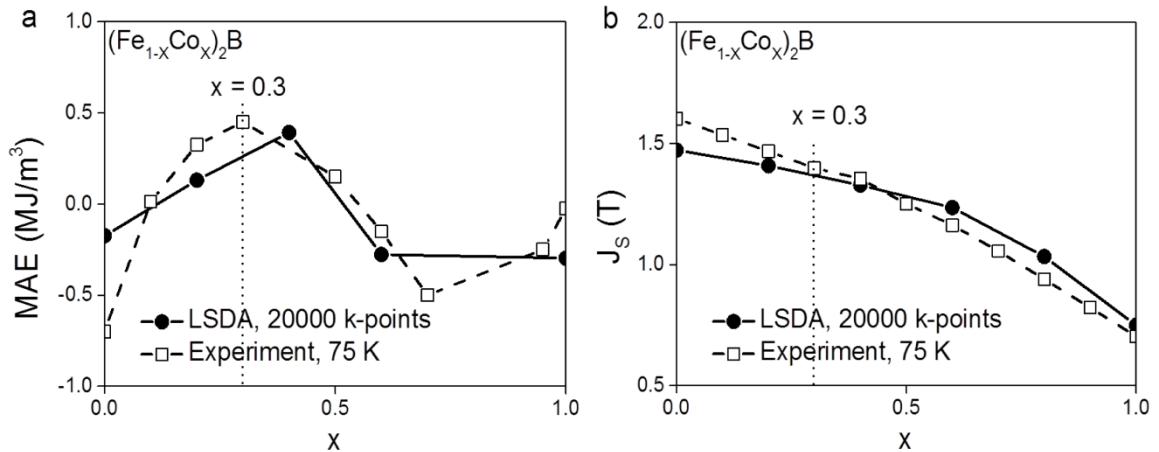 a
(Fe1-XCoX)2B
x = 0.3
MAE (MJ/m3)
1.0
0.5
0.0
-0.5
-1.0
LSDA, 20000 k-points
Experiment, 75 K
0.0
0.5
1.0
x
b
(Fe1-XCoX)2B
x = 0.3
JS (T)
2.0
1.5
1.0
0.5
LSDA, 20000 k-points
Experiment, 75 K
0.0
0.5
1.0
x